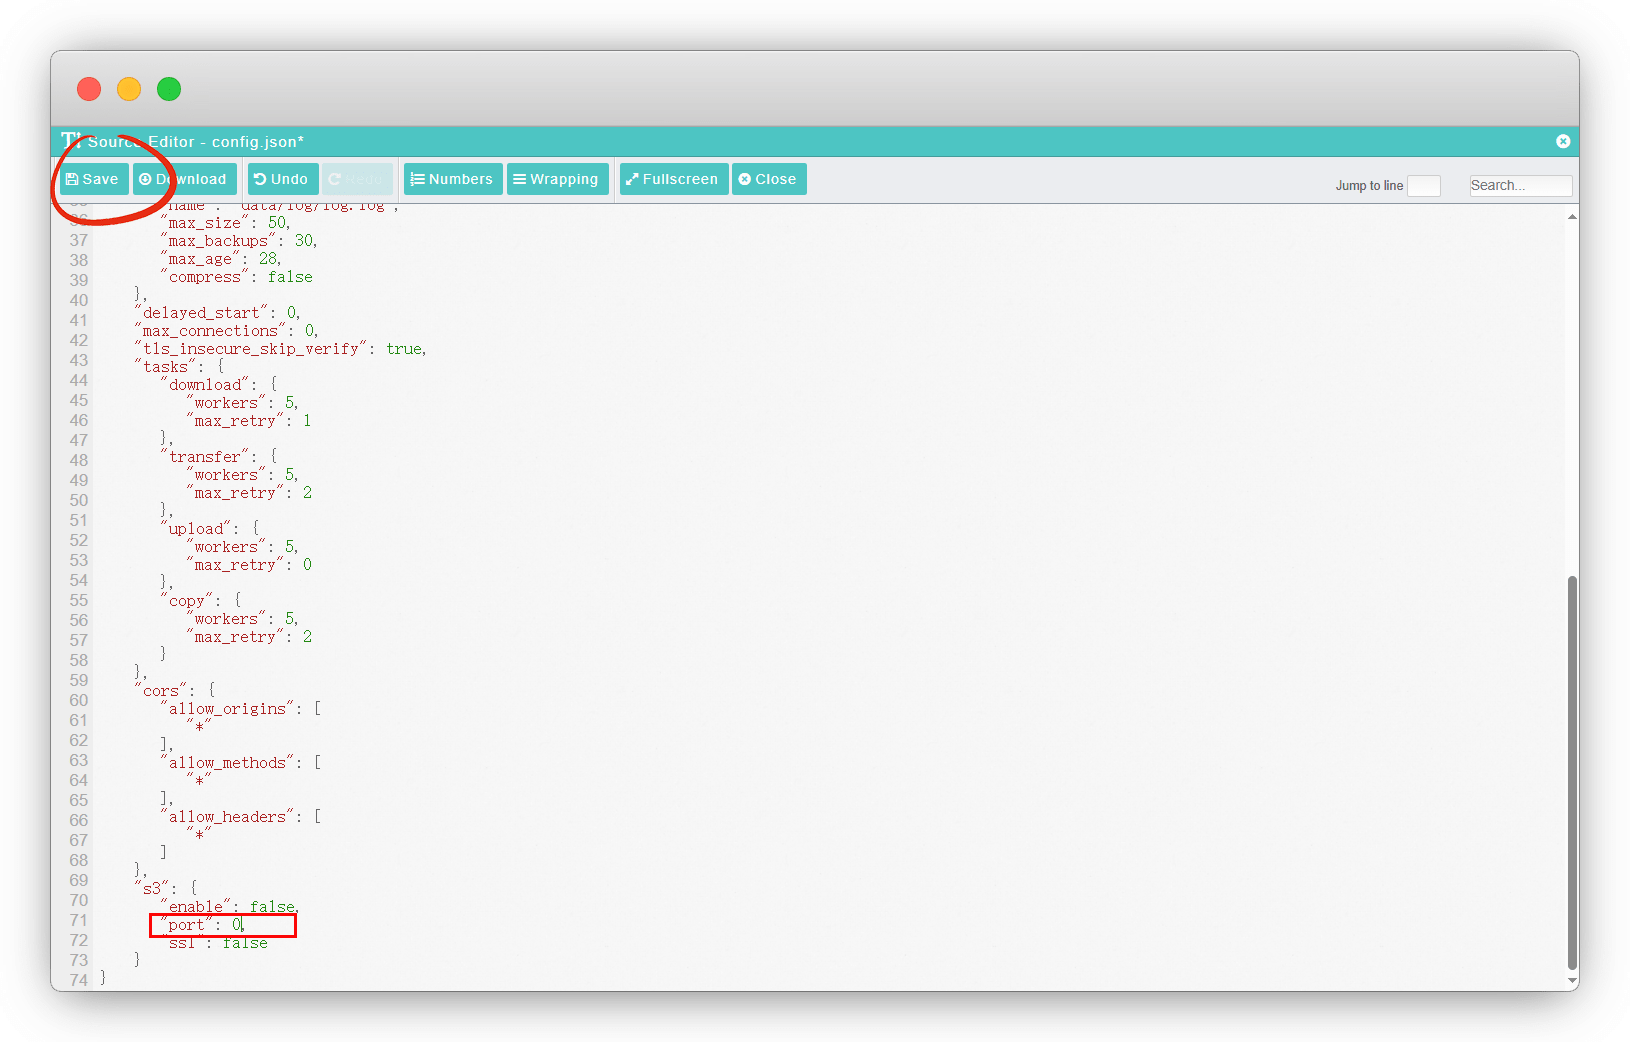 Source Editor - config.json*
Save Download Undo Redo Numbers Wrapping Fullscreen Close Jump to line Search...
"name": "data/log/log.log",
36 "max_size": 50,
37 "max_backups": 30,
38 "max_age": 28,
39 "compress": false
40 },
41 "delayed_start": 0,
42 "max_connections": 0,
43 "tls_insecure_skip_verify": true,
44 "tasks": {
45 "download": {
46 "workers": 5,
47 "max_retry": 1
48 },
49 "transfer": {
50 "workers": 5,
51 "max_retry": 2
52 },
53 "upload": {
54 "workers": 5,
55 "max_retry": 0
56 },
57 "copy": {
58 "workers": 5,
59 "max_retry": 2
60 }
61 },
62 "cors": {
63 "allow_origins": [
64 "*"
65 ],
66 "allow_methods": [
67 "*"
68 ],
69 "allow_headers": [
70 "*"
71 ]
72 },
73 "s3": {
74 "enable": false,
"port": 0,
"ssl": false
}
}